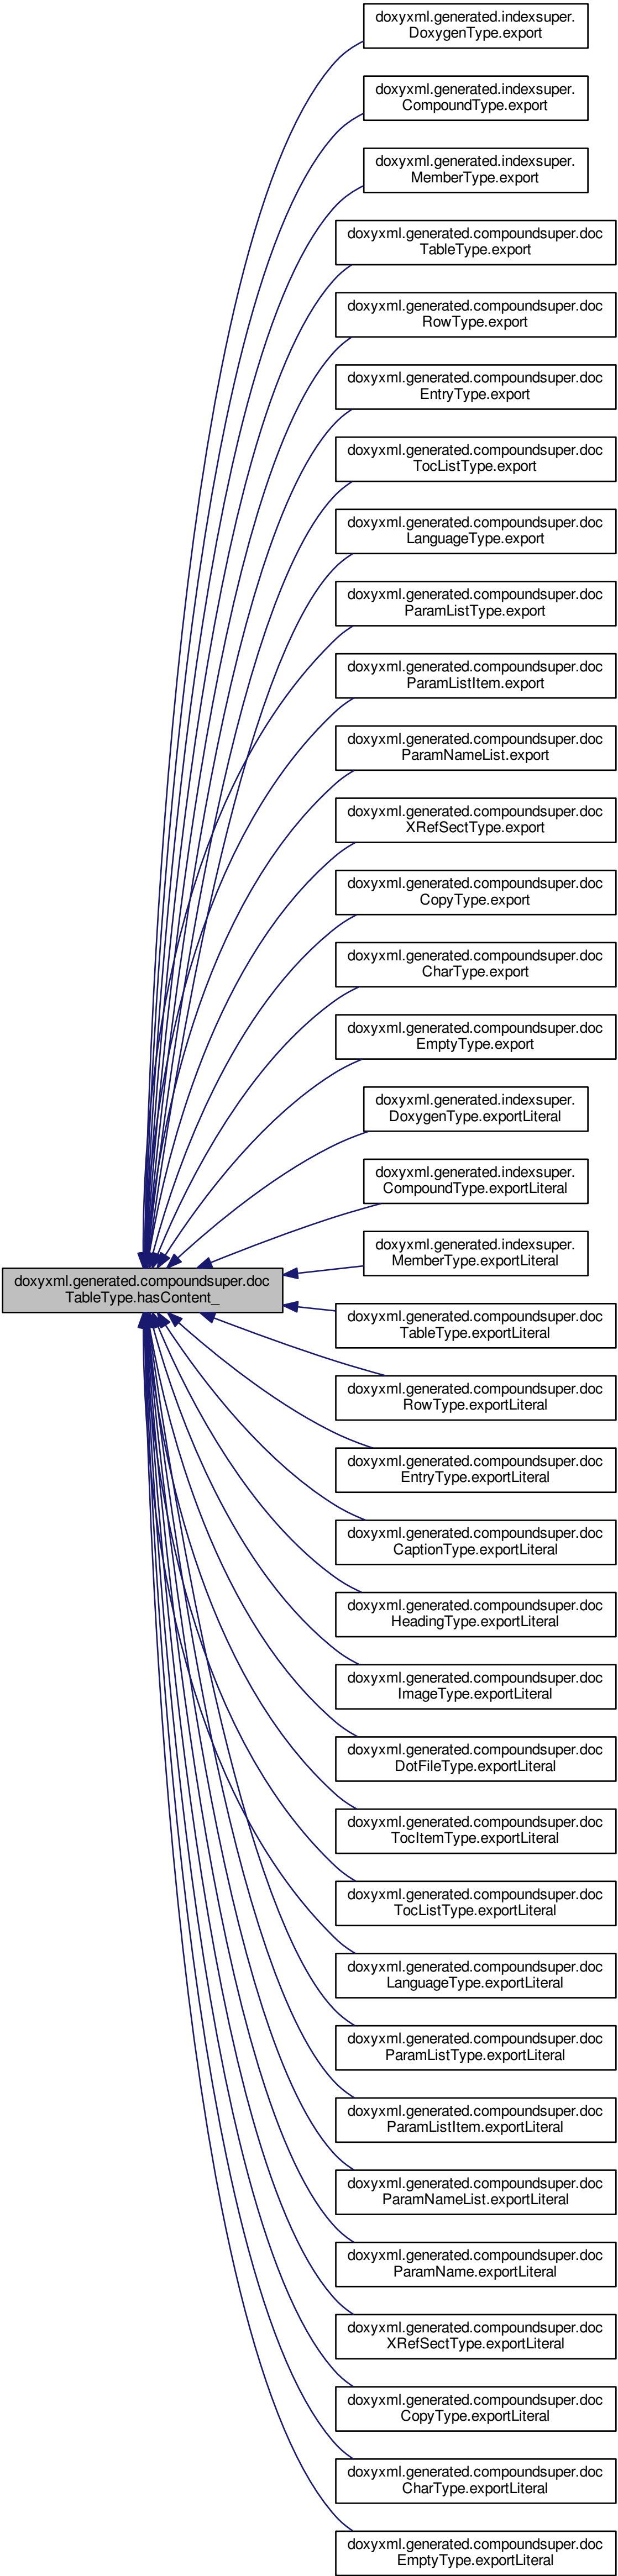 doxyxml.generated.indexsuper.
DoxygenType.export
doxyxml.generated.indexsuper.
CompoundType.export
doxyxml.generated.indexsuper.
MemberType.export
doxyxml.generated.compoundsuper.doc
TableType.export
doxyxml.generated.compoundsuper.doc
RowType.export
doxyxml.generated.compoundsuper.doc
EntryType.export
doxyxml.generated.compoundsuper.doc
TocListType.export
doxyxml.generated.compoundsuper.doc
LanguageType.export
doxyxml.generated.compoundsuper.doc
ParamListType.export
doxyxml.generated.compoundsuper.doc
ParamListItem.export
doxyxml.generated.compoundsuper.doc
ParamNameList.export
doxyxml.generated.compoundsuper.doc
XRefSectType.export
doxyxml.generated.compoundsuper.doc
CopyType.export
doxyxml.generated.compoundsuper.doc
CharType.export
doxyxml.generated.compoundsuper.doc
EmptyType.export
doxyxml.generated.indexsuper.
DoxygenType.exportLiteral
doxyxml.generated.indexsuper.
CompoundType.exportLiteral
doxyxml.generated.indexsuper.
MemberType.exportLiteral
doxyxml.generated.compoundsuper.doc
TableType.hasContent_
doxyxml.generated.compoundsuper.doc
TableType.exportLiteral
doxyxml.generated.compoundsuper.doc
RowType.exportLiteral
doxyxml.generated.compoundsuper.doc
EntryType.exportLiteral
doxyxml.generated.compoundsuper.doc
CaptionType.exportLiteral
doxyxml.generated.compoundsuper.doc
HeadingType.exportLiteral
doxyxml.generated.compoundsuper.doc
ImageType.exportLiteral
doxyxml.generated.compoundsuper.doc
DotFileType.exportLiteral
doxyxml.generated.compoundsuper.doc
TocItemType.exportLiteral
doxyxml.generated.compoundsuper.doc
TocListType.exportLiteral
doxyxml.generated.compoundsuper.doc
LanguageType.exportLiteral
doxyxml.generated.compoundsuper.doc
ParamListType.exportLiteral
doxyxml.generated.compoundsuper.doc
ParamListItem.exportLiteral
doxyxml.generated.compoundsuper.doc
ParamNameList.exportLiteral
doxyxml.generated.compoundsuper.doc
ParamName.exportLiteral
doxyxml.generated.compoundsuper.doc
XRefSectType.exportLiteral
doxyxml.generated.compoundsuper.doc
CopyType.exportLiteral
doxyxml.generated.compoundsuper.doc
CharType.exportLiteral
doxyxml.generated.compoundsuper.doc
EmptyType.exportLiteral